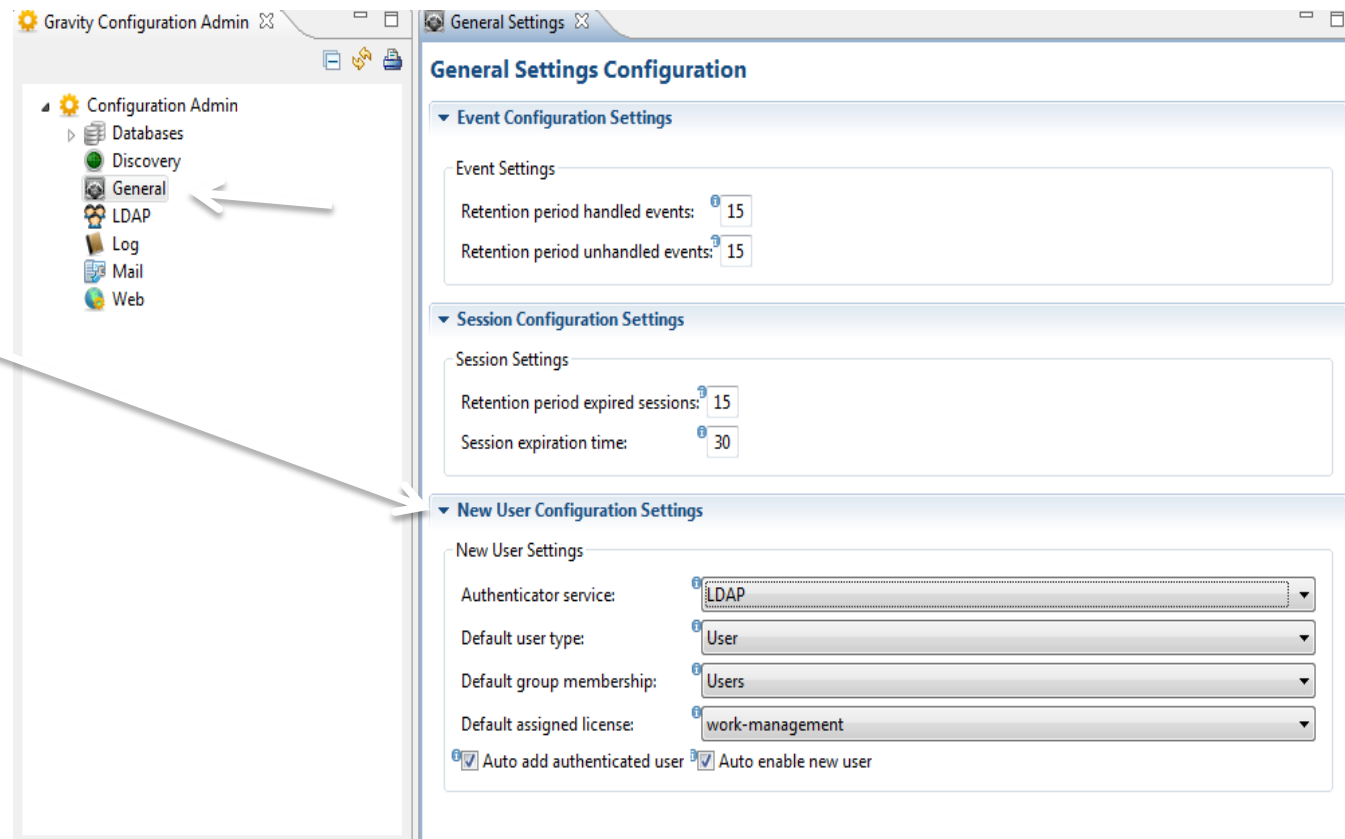 Gravity Configuration Admin
Configuration Admin
Databases
Discovery
General
LDAP
Log
Mail
Web
General Settings
General Settings Configuration
Event Configuration Settings
Event Settings
Retention period handled events: 15
Retention period unhandled events: 15
Session Configuration Settings
Session Settings
Retention period expired sessions: 15
Session expiration time: 30
New User Configuration Settings
New User Settings
Authenticator service: LDAP
Default user type: User
Default group membership: Users
Default assigned license: work-management
Auto add authenticated user Auto enable new user